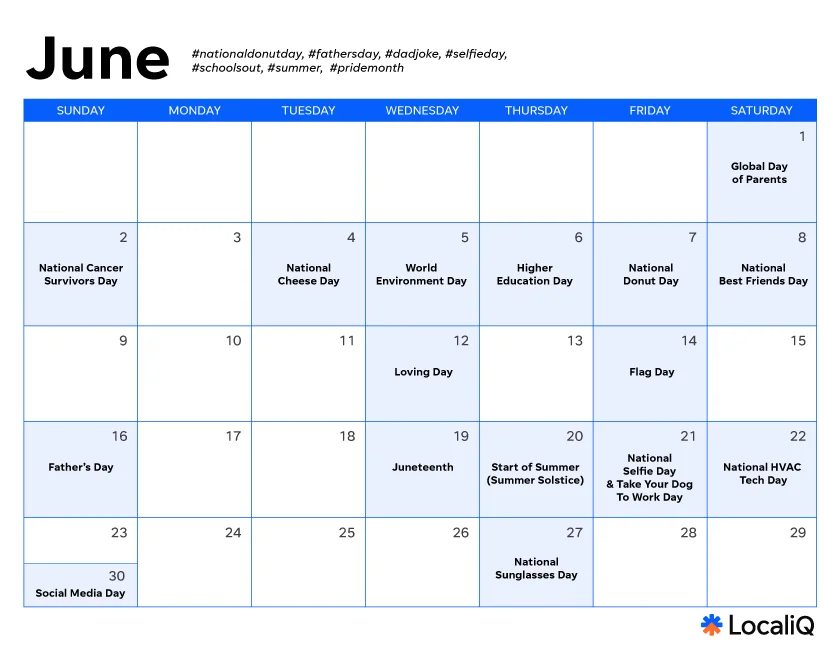 June
#nationaldonutday, #fathersday, #dadjoke, #selfieday,
#schoolsout, #summer, #pridemonth
SUNDAY MONDAY TUESDAY WEDNESDAY THURSDAY FRIDAY SATURDAY
1
Global Day
of Parents
2
National Cancer
Survivors Day
3
4
National
Cheese Day
5
World
Environment Day
6
Higher
Education Day
7
National
Donut Day
8
National
Best Friends Day
9
10
11
12
Loving Day
13
14
Flag Day
15
16
Father's Day
17
18
19
Juneteenth
20
Start of Summer
(Summer Solstice)
21
National
Selfie Day
& Take Your Dog
To Work Day
22
National HVAC
Tech Day
23
24
25
26
27
National
Sunglasses Day
28
29
30
Social Media Day
LocaliQ